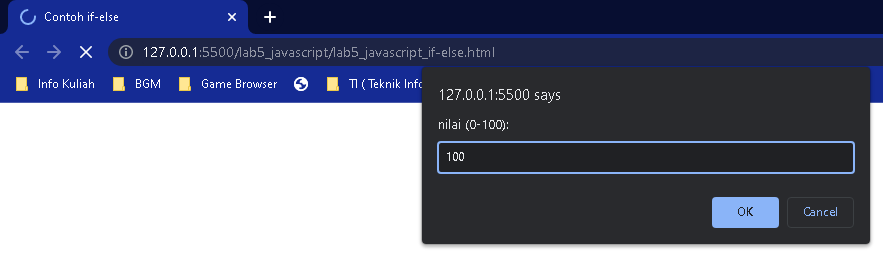 Contoh if-else
127.0.0.1:5500/lab5_javascript/lab5_javascript_if-else.html
Info Kuliah BGM Game Browser TI ( Teknik Info
127.0.0.1:5500 says
nilai (0-100):
100
OK Cancel